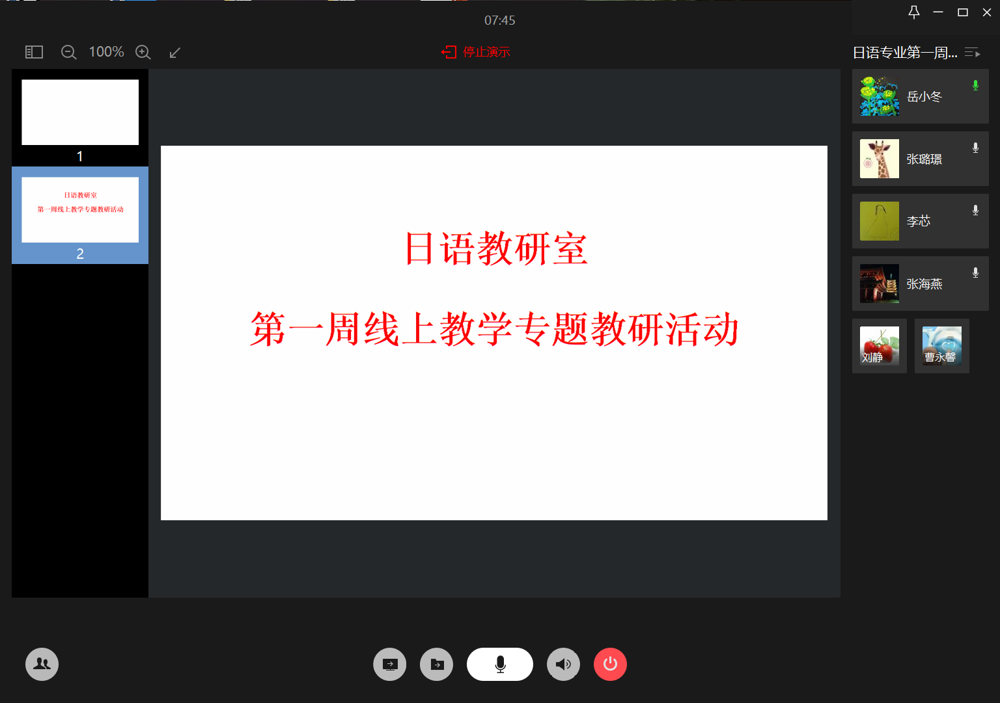 07:45
100%
停止演示
日语专业第一周...
1
日语教研室
第一周线上教学专题教研活动
2
日语教研室
第一周线上教学专题教研活动
岳小冬
张璐璟
李芯
张海燕
刘静
曹永馨